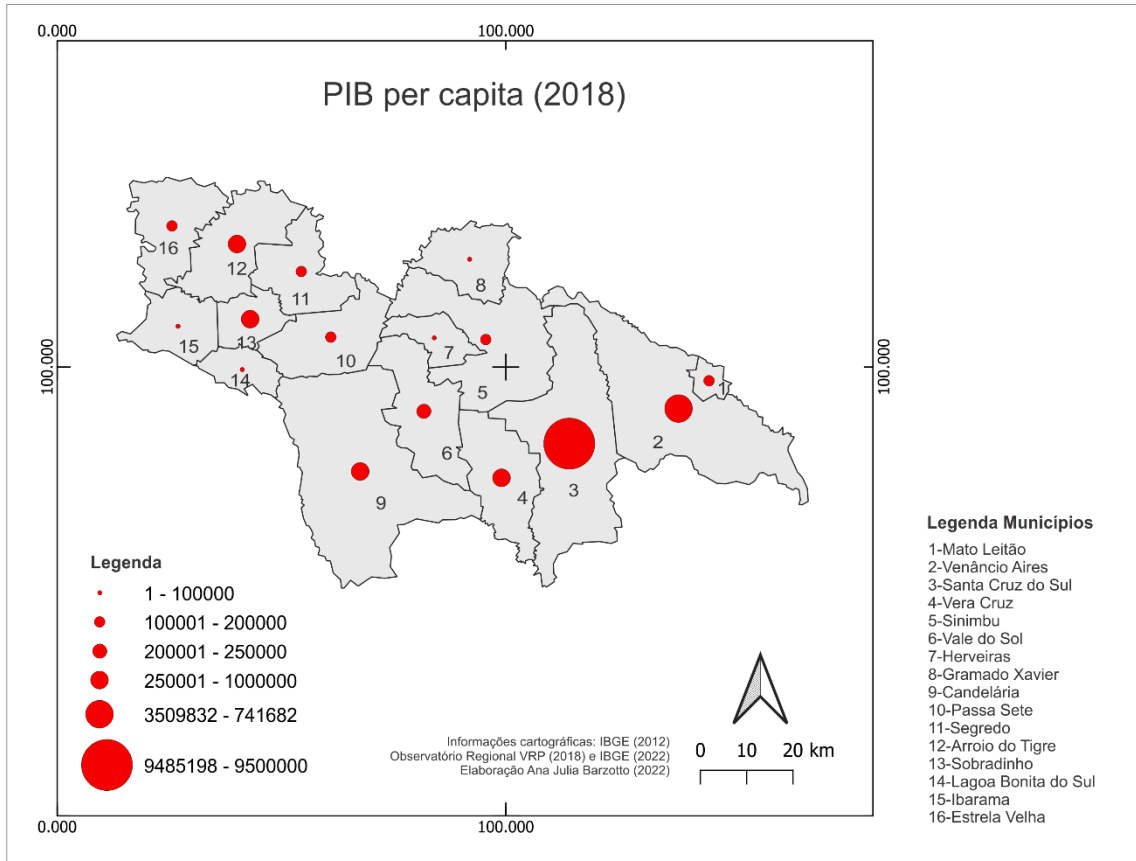 0.000
100.000
PIB per capita (2018)
16
12
8
11
15
13
10
7
14
100.000
100.000
5
1
2
6
9
4
3
Legenda
1 - 100000
100001 - 200000
200001 - 250000
250001 - 1000000
3509832 - 741682
9485198 - 9500000
Informações cartográficas: IBGE (2012)
Observatório Regional VRP (2018) e IBGE (2022)
Elaboração Ana Julia Barzotto (2022)
0 10 20 km
0.000
100.000
Legenda Municípios
1-Mato Leitão
2-Venâncio Aires
3-Santa Cruz do Sul
4-Vera Cruz
5-Sinimbu
6-Vale do Sol
7-Herveiras
8-Gramado Xavier
9-Candelária
10-Passa Sete
11-Segredo
12-Arroio do Tigre
13-Sobradinho
14-Lagoa Bonita do Sul
15-Ibarama
16-Estrela Velha